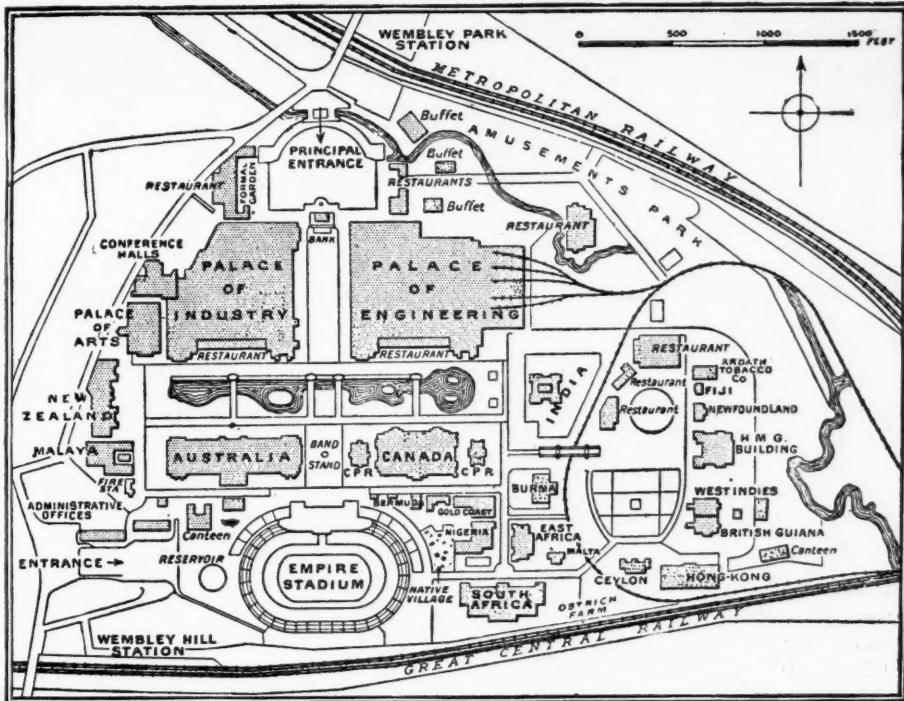 WEMBLEY PARK
STATION
0 500 1000 1500
FEET
METROPOLITAN RAILWAY
AMUSEMENTS PARK
PRINCIPAL
ENTRANCE
Buffet
Buffet
RESTAURANTS
Buffet
RESTAURANT
FORMAL
GARDEN
RESTAURANT
BANK
CONFERENCE
HALLS
PALACE
OF
INDUSTRY
RESTAURANT
PALACE
OF
ENGINEERING
RESTAURANT
PALACE
OF
ARTS
NEW
ZEALAND
MALAYA
FIRE
STA
ADMINISTRATIVE
OFFICES
AUSTRALIA
BAND
STAND
CPR
CANADA
CPR
INDIA
RESTAURANT
Restaurant
Restaurant
ARDATH
TOBACCO
CO
FIJI
NEWFOUNDLAND
H.M.G.
BUILDING
BURMA
BERMUDA
GOLD COAST
NIGERIA
EAST
AFRICA
MALTA
WEST INDIES
BRITISH GUIANA
Canteen
CEYLON
HONG-KONG
Canteen
ENTRANCE
RESERVOIR
EMPIRE
STADIUM
NATIVE
VILLAGE
SOUTH
AFRICA
OSTRICH
FARM
WEMBLEY HILL
STATION
GREAT CENTRAL RAILWAY